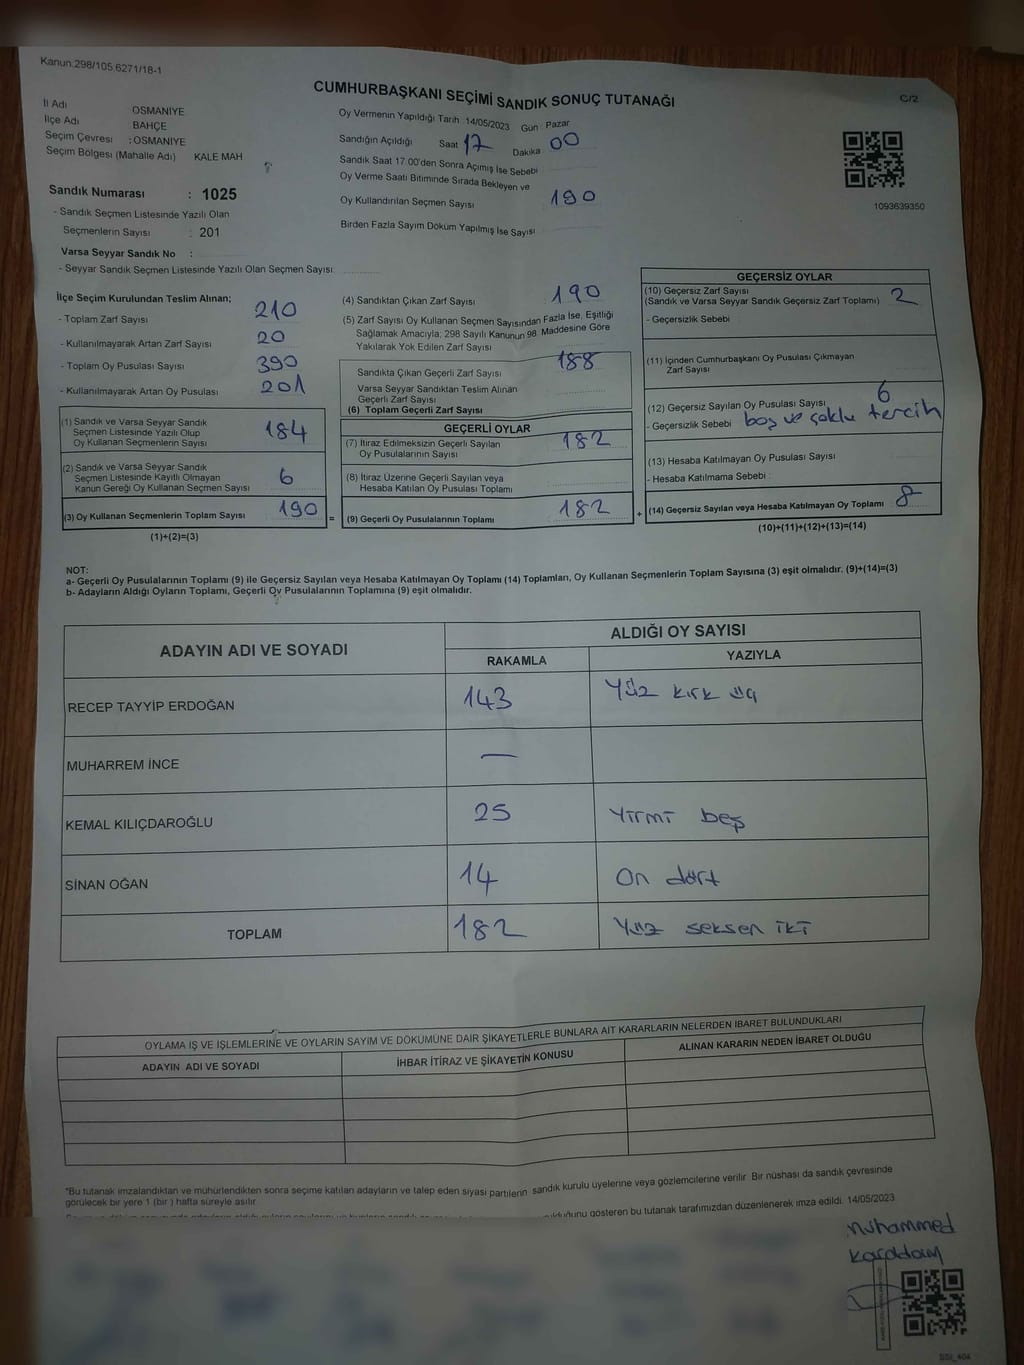 Kanun.298/105,6271/18-1
CUMHURBAŞKANI SEÇİMİ SANDIK SONUÇ TUTANAĞI
C/2
İl Adı OSMANİYE
İlçe Adı BAHÇE
Seçim Çevresi : OSMANİYE
Seçim Bölgesi (Mahalle Adı) KALE MAH
Sandık Numarası : 1025
- Sandık Seçmen Listesinde Yazılı Olan
Seçmenlerin Sayısı : 201
Varsa Seyyar Sandık No :
- Seyyar Sandık Seçmen Listesinde Yazılı Olan Seçmen Sayısı
Oy Vermenin Yapıldığı Tarih 14/05/2023 Gün : Pazar
Sandığın Açıldığı Saat 17 Dakika 00
Sandık Saat 17.00'den Sonra Açımış İse Sebebi
Oy Verme Saati Bitiminde Sırada Bekleyen ve
Oy Kullandırılan Seçmen Sayısı 190
Birden Fazla Sayım Döküm Yapılmış İse Sayısı
1093639350
İlçe Seçim Kurulundan Teslim Alınan;
- Toplam Zarf Sayısı 210
- Kullanılmayarak Artan Zarf Sayısı 20
- Toplam Oy Pusulası Sayısı 390
- Kullanılmayarak Artan Oy Pusulası 201
(1) Sandık ve Varsa Seyyar Sandık
Seçmen Listesinde Yazılı Olup
Oy Kullanan Seçmenlerin Sayısı 184
(2) Sandık ve Varsa Seyyar Sandık
Seçmen Listesinde Kayıtlı Olmayan
Kanun Gereği Oy Kullanan Seçmen Sayısı 6
(3) Oy Kullanan Seçmenlerin Toplam Sayısı 190 =
(1)+(2)=(3)
(4) Sandıktan Çıkan Zarf Sayısı 190
(5) Zarf Sayısı Oy Kullanan Seçmen Sayısından Fazla İse, Eşitliği
Sağlamak Amacıyla; 298 Sayılı Kanunun 98. Maddesine Göre
Yakılarak Yok Edilen Zarf Sayısı
Sandıkta Çıkan Geçerli Zarf Sayısı 188
Varsa Seyyar Sandıktan Teslim Alınan
Geçerli Zarf Sayısı
(6) Toplam Geçerli Zarf Sayısı
GEÇERLİ OYLAR
(7) İtiraz Edilmeksizin Geçerli Sayılan
Oy Pusulalarının Sayısı 182
(8) İtiraz Üzerine Geçerli Sayılan veya
Hesaba Katılan Oy Pusulası Toplamı
(9) Geçerli Oy Pusulalarının Toplamı 182 +
GEÇERSİZ OYLAR
(10) Geçersiz Zarf Sayısı
(Sandık ve Varsa Seyyar Sandık Geçersiz Zarf Toplamı) 2
- Geçersizlik Sebebi
(11) İçinden Cumhurbaşkanı Oy Pusulası Çıkmayan
Zarf Sayısı
(12) Geçersiz Sayılan Oy Pusulası Sayısı 6
- Geçersizlik Sebebi boş ve çoklu tercih
(13) Hesaba Katılmayan Oy Pusulası Sayısı
- Hesaba Katılmama Sebebi
(14) Geçersiz Sayılan veya Hesaba Katılmayan Oy Toplamı 8
(10)+(11)+(12)+(13)=(14)
NOT:
a- Geçerli Oy Pusulalarının Toplamı (9) ile Geçersiz Sayılan veya Hesaba Katılmayan Oy Toplamı (14) Toplamları, Oy Kullanan Seçmenlerin Toplam Sayısına (3) eşit olmalıdır. (9)+(14)=(3)
b- Adayların Aldığı Oyların Toplamı, Geçerli Oy Pusulalarının Toplamına (9) eşit olmalıdır.
ADAYIN ADI VE SOYADI ALDIĞI OY SAYISI
RAKAMLA YAZIYLA
RECEP TAYYİP ERDOĞAN 143 Yüz kırk üç
MUHARREM İNCE —
KEMAL KILIÇDAROĞLU 25 Yirmi beş
SİNAN OĞAN 14 On dört
TOPLAM 182 Yüz seksen iki
OYLAMA İŞ VE İŞLEMLERİNE VE OYLARIN SAYIM VE DÖKÜMÜNE DAİR ŞİKAYETLERLE BUNLARA AİT KARARLARIN NELERDEN İBARET BULUNDUKLARI
ADAYIN ADI VE SOYADI İHBAR İTİRAZ VE ŞİKAYETİN KONUSU ALINAN KARARIN NEDEN İBARET OLDUĞU
*Bu tutanak imzalandıktan ve mühürlendikten sonra seçime katılan adayların ve talep eden siyasi partilerin sandık kurulu üyelerine veya gözlemcilerine verilir. Bir nüshası da sandık çevresinde
görülecek bir yere 1 (bir ) hafta süreyle asılır.
gösteren bu tutanak tarafımızdan düzenlenerek imza edildi. 14/05/2023
Muhammed